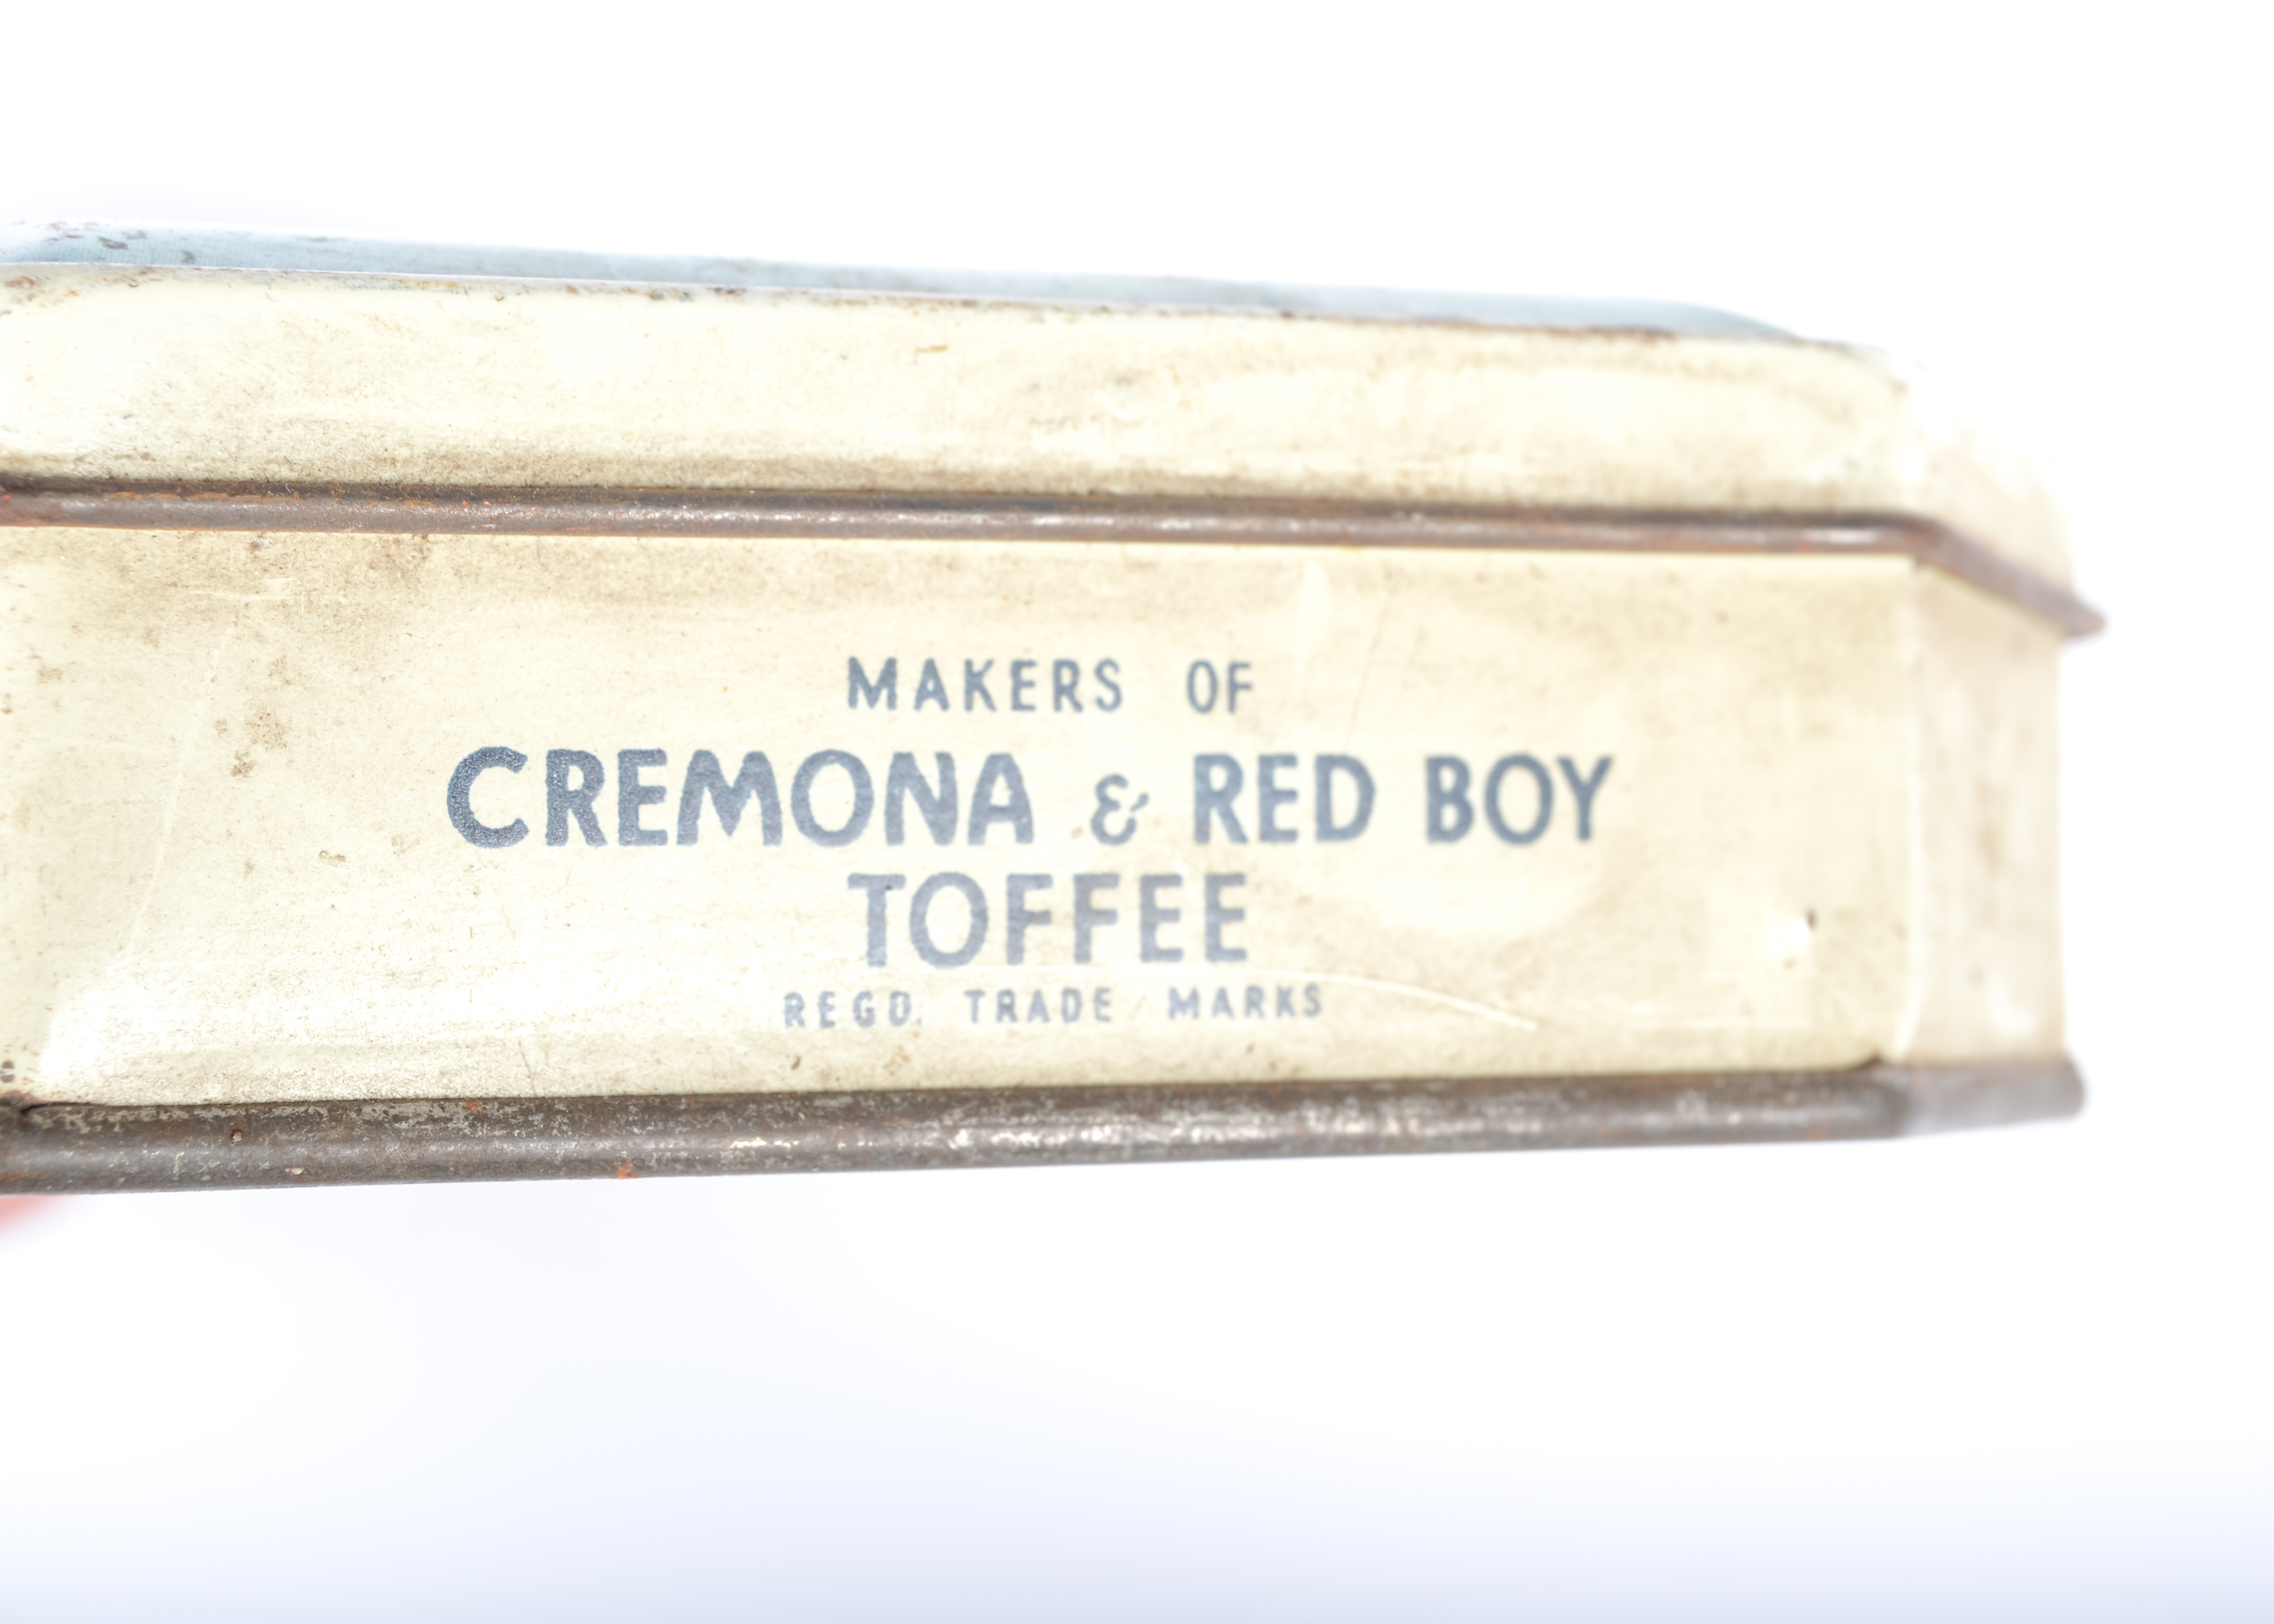 MAKERS OF
CREMONA & RED BOY
TOFFEE
REGD. TRADE MARKS